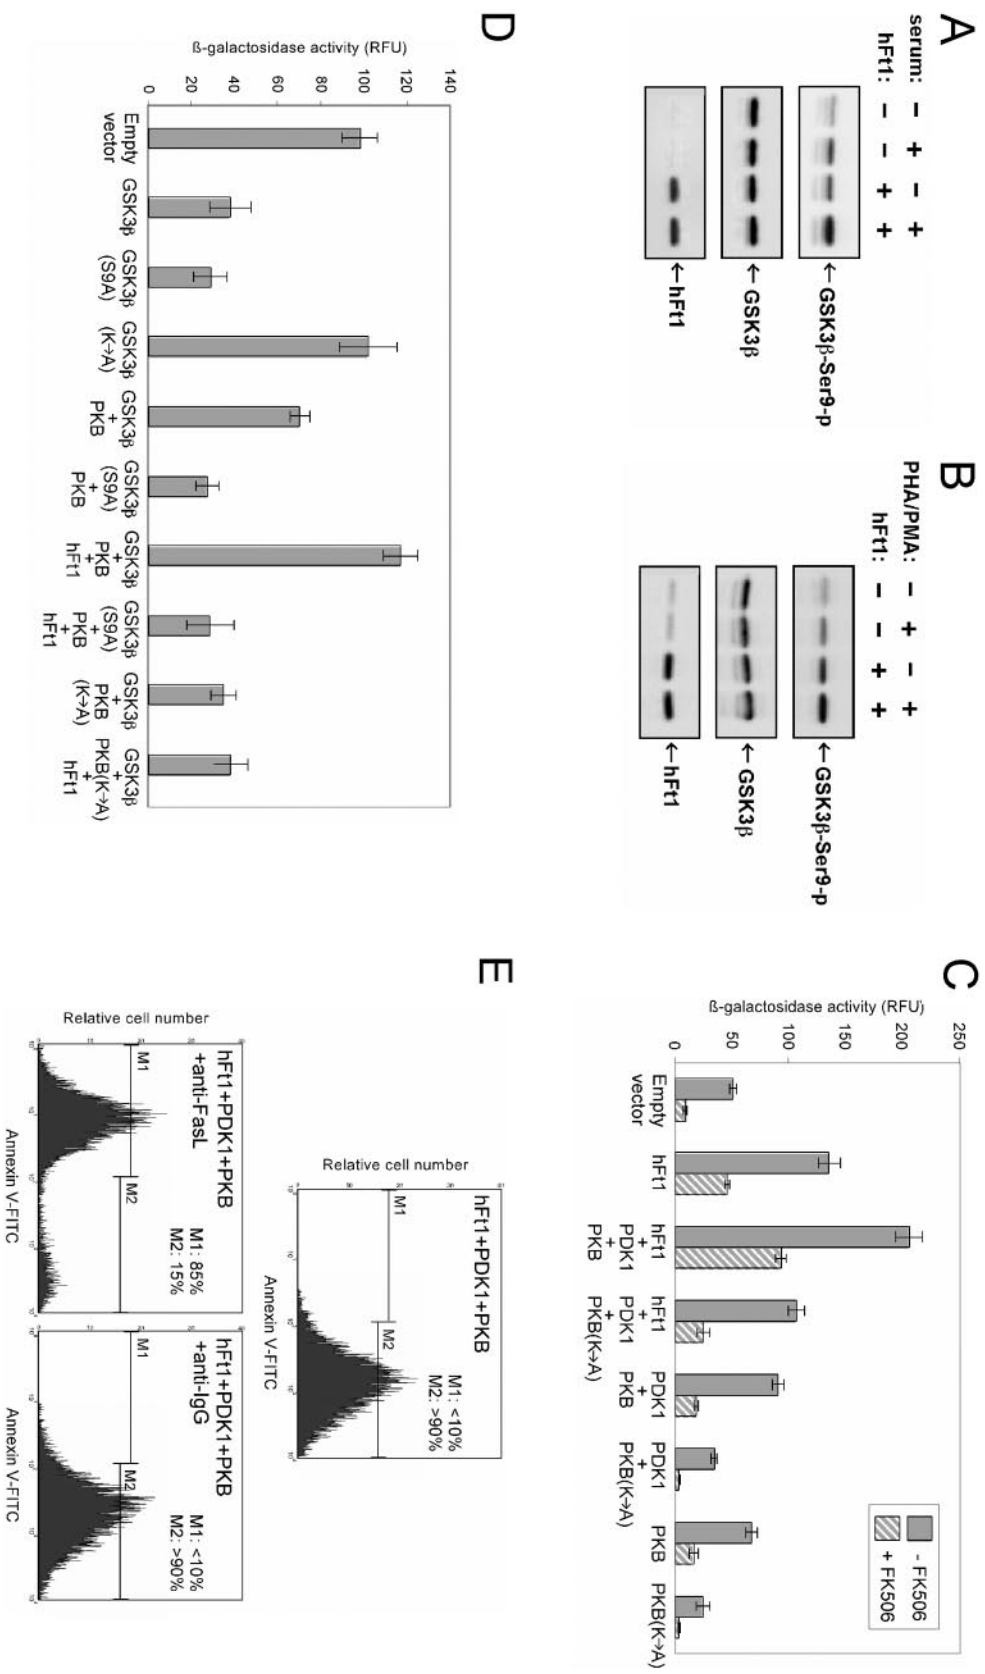 A
serum: – + – +
hFt1: – – + +
←GSK3β-Ser9-p
←GSK3β
←hFt1
B
PHA/PMA: – + – +
hFt1: – – + +
←GSK3β-Ser9-p
←GSK3β
←hFt1
C
ß-galactosidase activity (RFU)
250
200
150
100
50
0
- FK506
+ FK506
Empty
vector
hFt1
hFt1
+
PDK1
+
PKB
hFt1
+
PDK1
+
PKB(K→A)
PDK1
+
PKB
PDK1
+
PKB(K→A)
PKB
PKB(K→A)
D
ß-galactosidase activity (RFU)
140
120
100
80
60
40
20
0
Empty
vector
GSK3β
GSK3β
(S9A)
GSK3β
(K→A)
GSK3β
+
PKB
GSK3β
(S9A)
+
PKB
GSK3β
+
PKB
+
hFt1
GSK3β
(S9A)
+
PKB
+
hFt1
GSK3β
+
PKB
(K→A)
GSK3β
+
PKB(K→A)
+
hFt1
E
hFt1+PDK1+PKB
M1: <10%
M2: >90%
M1
M2
Relative cell number
Annexin V-FITC
hFt1+PDK1+PKB
+anti-FasL
M1: 85%
M2: 15%
M1
M2
Relative cell number
Annexin V-FITC
hFt1+PDK1+PKB
+anti-IgG
M1: <10%
M2: >90%
M1
M2
Annexin V-FITC